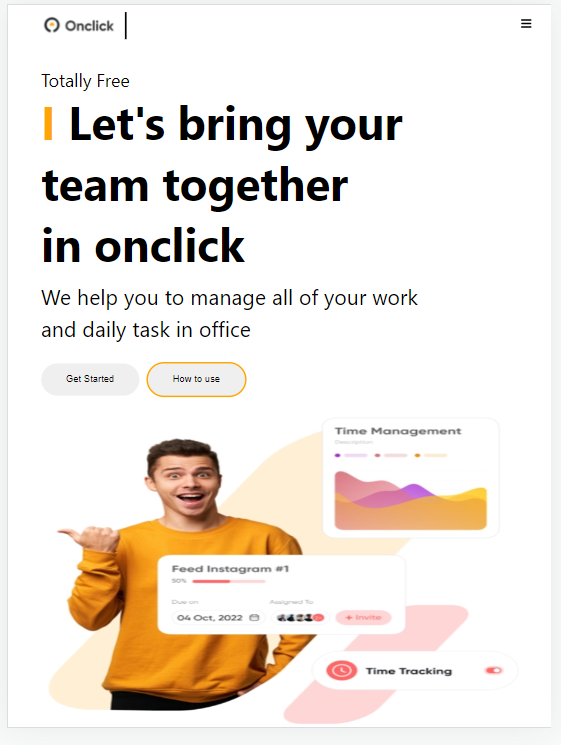 Onclick
Totally Free
I Let's bring your
team together
in onclick
We help you to manage all of your work
and daily task in office
Get Started
How to use
Time Management
Description
Feed Instagram #1
50%
Due on
Assigned To
04 Oct, 2022
+ Invite
Time Tracking